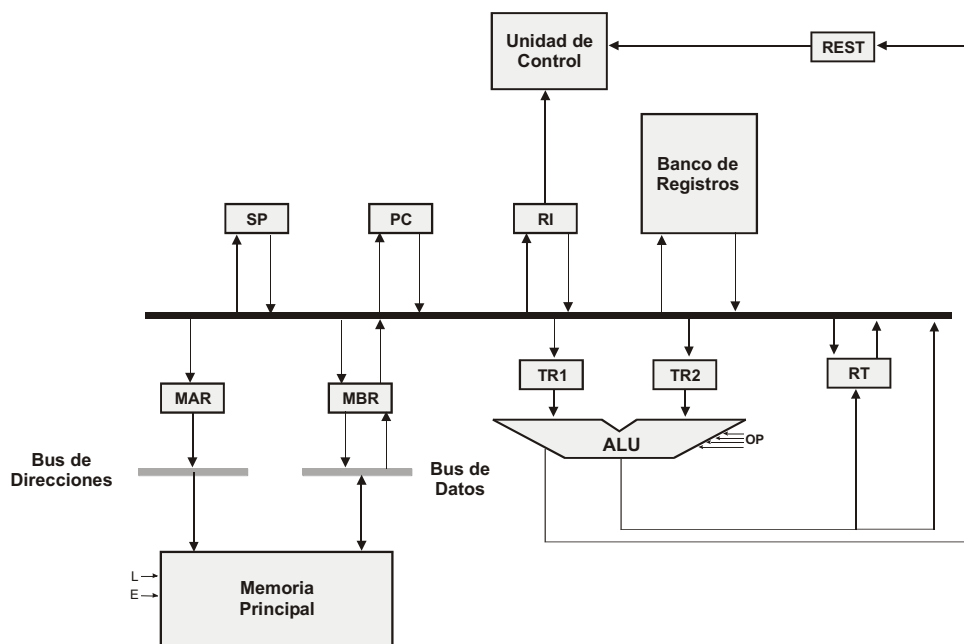 Unidad de
Control
REST
Banco de
Registros
SP
PC
RI
MAR
MBR
TR1
TR2
RT
ALU
OP
Bus de
Direcciones
Bus de
Datos
L
E
Memoria
Principal